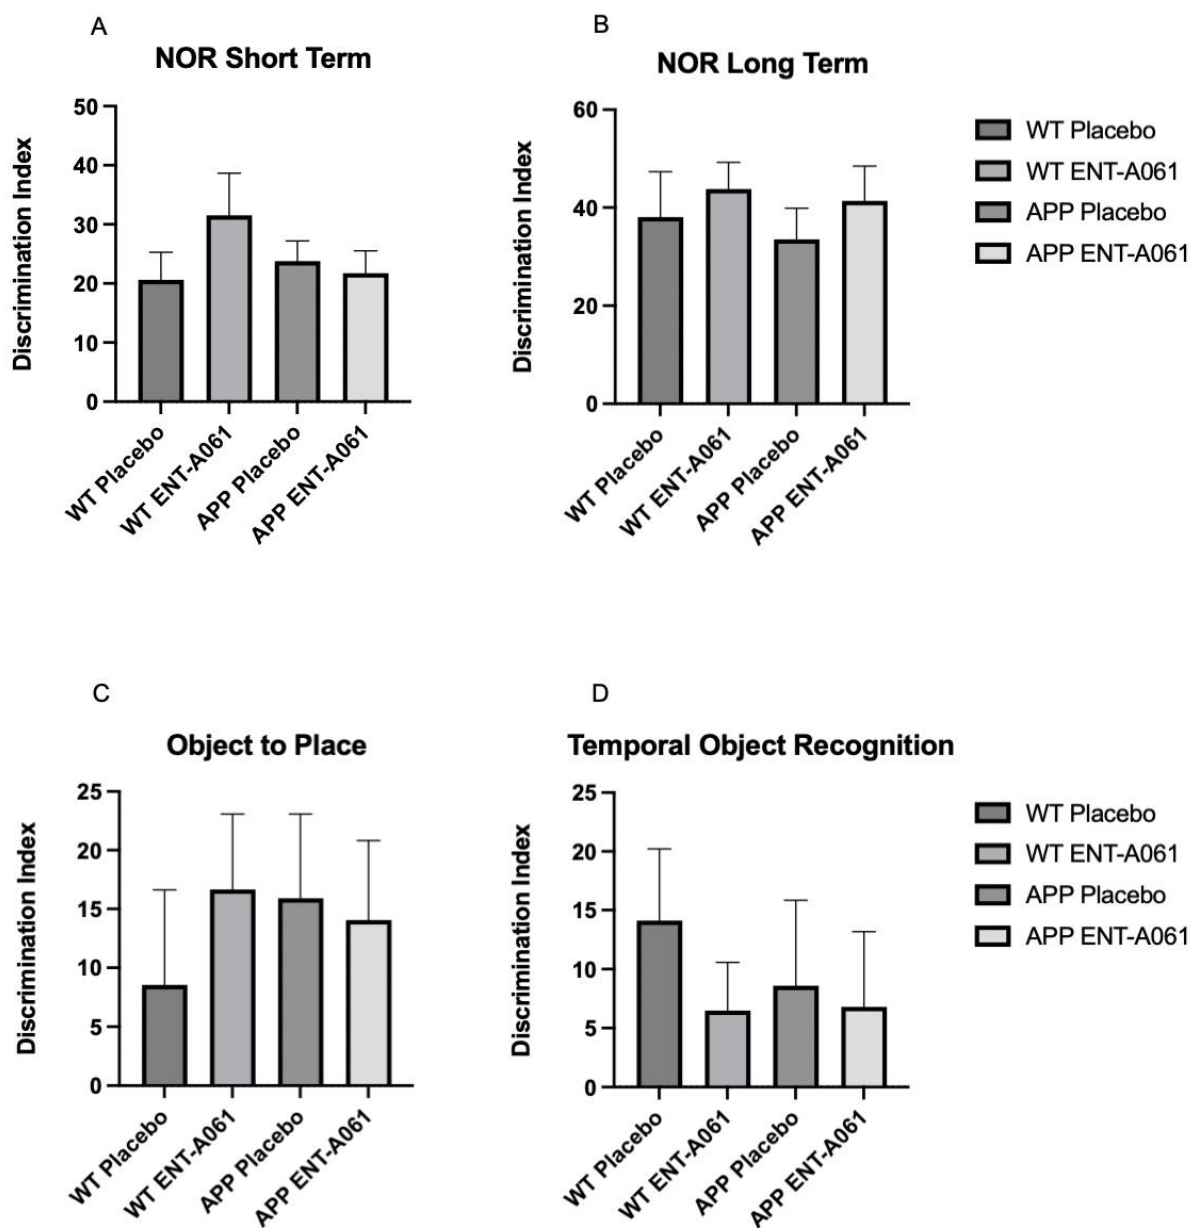 A
NOR Short Term
Discrimination Index
50
40
30
20
10
0
WT Placebo
WT ENT-A061
APP Placebo
APP ENT-A061
B
NOR Long Term
Discrimination Index
60
40
20
0
WT Placebo
WT ENT-A061
APP Placebo
APP ENT-A061
WT Placebo
WT ENT-A061
APP Placebo
APP ENT-A061
C
Object to Place
Discrimination Index
25
20
15
10
5
0
WT Placebo
WT ENT-A061
APP Placebo
APP ENT-A061
D
Temporal Object Recognition
Discrimination Index
25
20
15
10
5
0
WT Placebo
WT ENT-A061
APP Placebo
APP ENT-A061
WT Placebo
WT ENT-A061
APP Placebo
APP ENT-A061